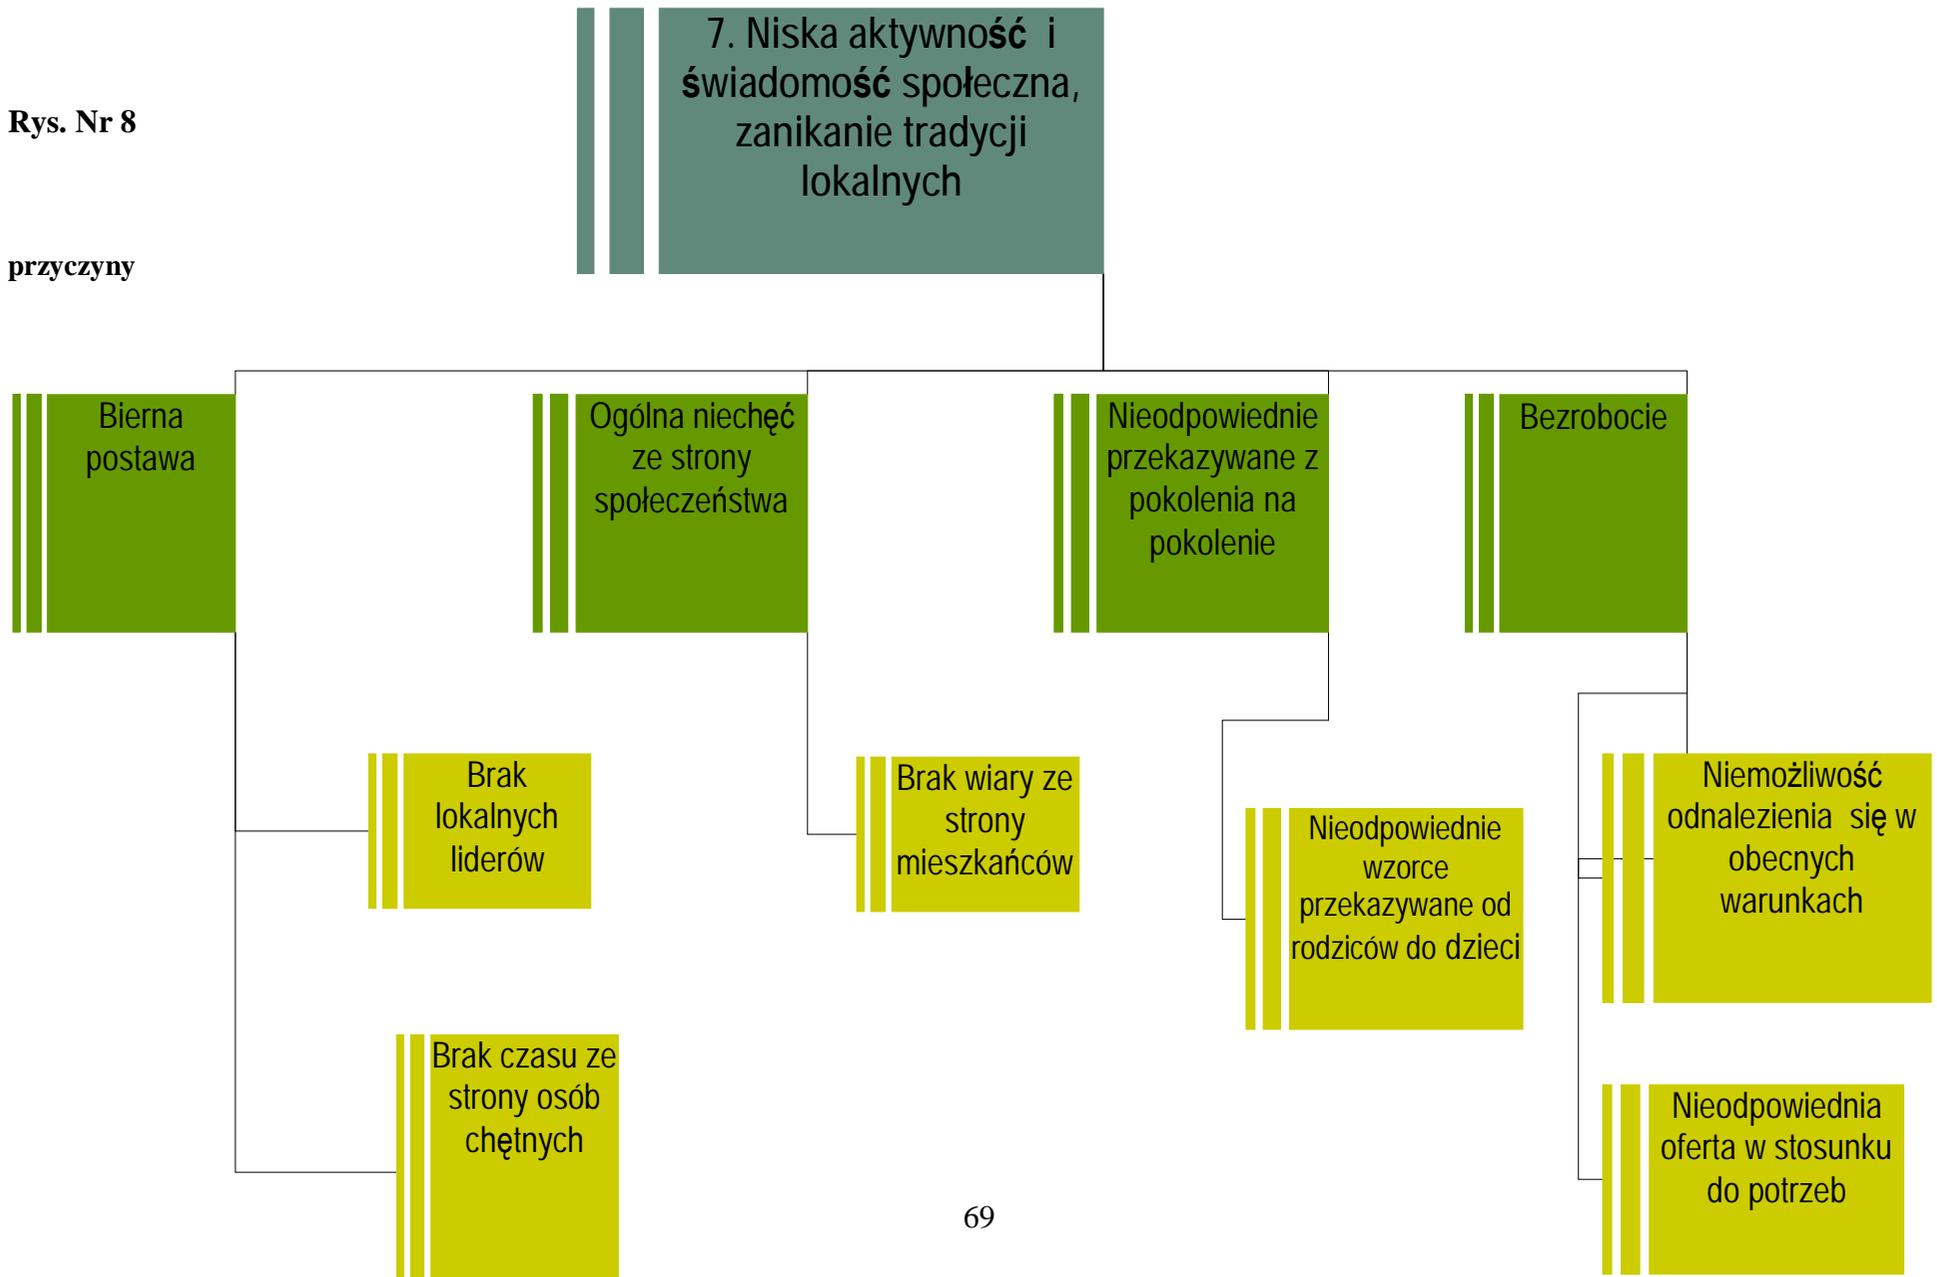 7. Niska aktywność i
świadomość społeczna,
zanikanie tradycji
lokalnych
Rys. Nr 8
przyczyny
Bierna
postawa
Ogólna niechęć
ze strony
społeczeństwa
Nieodpowiednie
przekazywane z
pokolenia na
pokolenie
Bezrobocie
Brak
lokalnych
liderów
Brak wiary ze
strony
mieszkańców
Nieodpowiednie
wzorce
przekazywane od
rodziców do dzieci
Niemożliwość
odnalezienia się w
obecnych
warunkach
Brak czasu ze
strony osób
chętnych
Nieodpowiednia
oferta w stosunku
do potrzeb
69